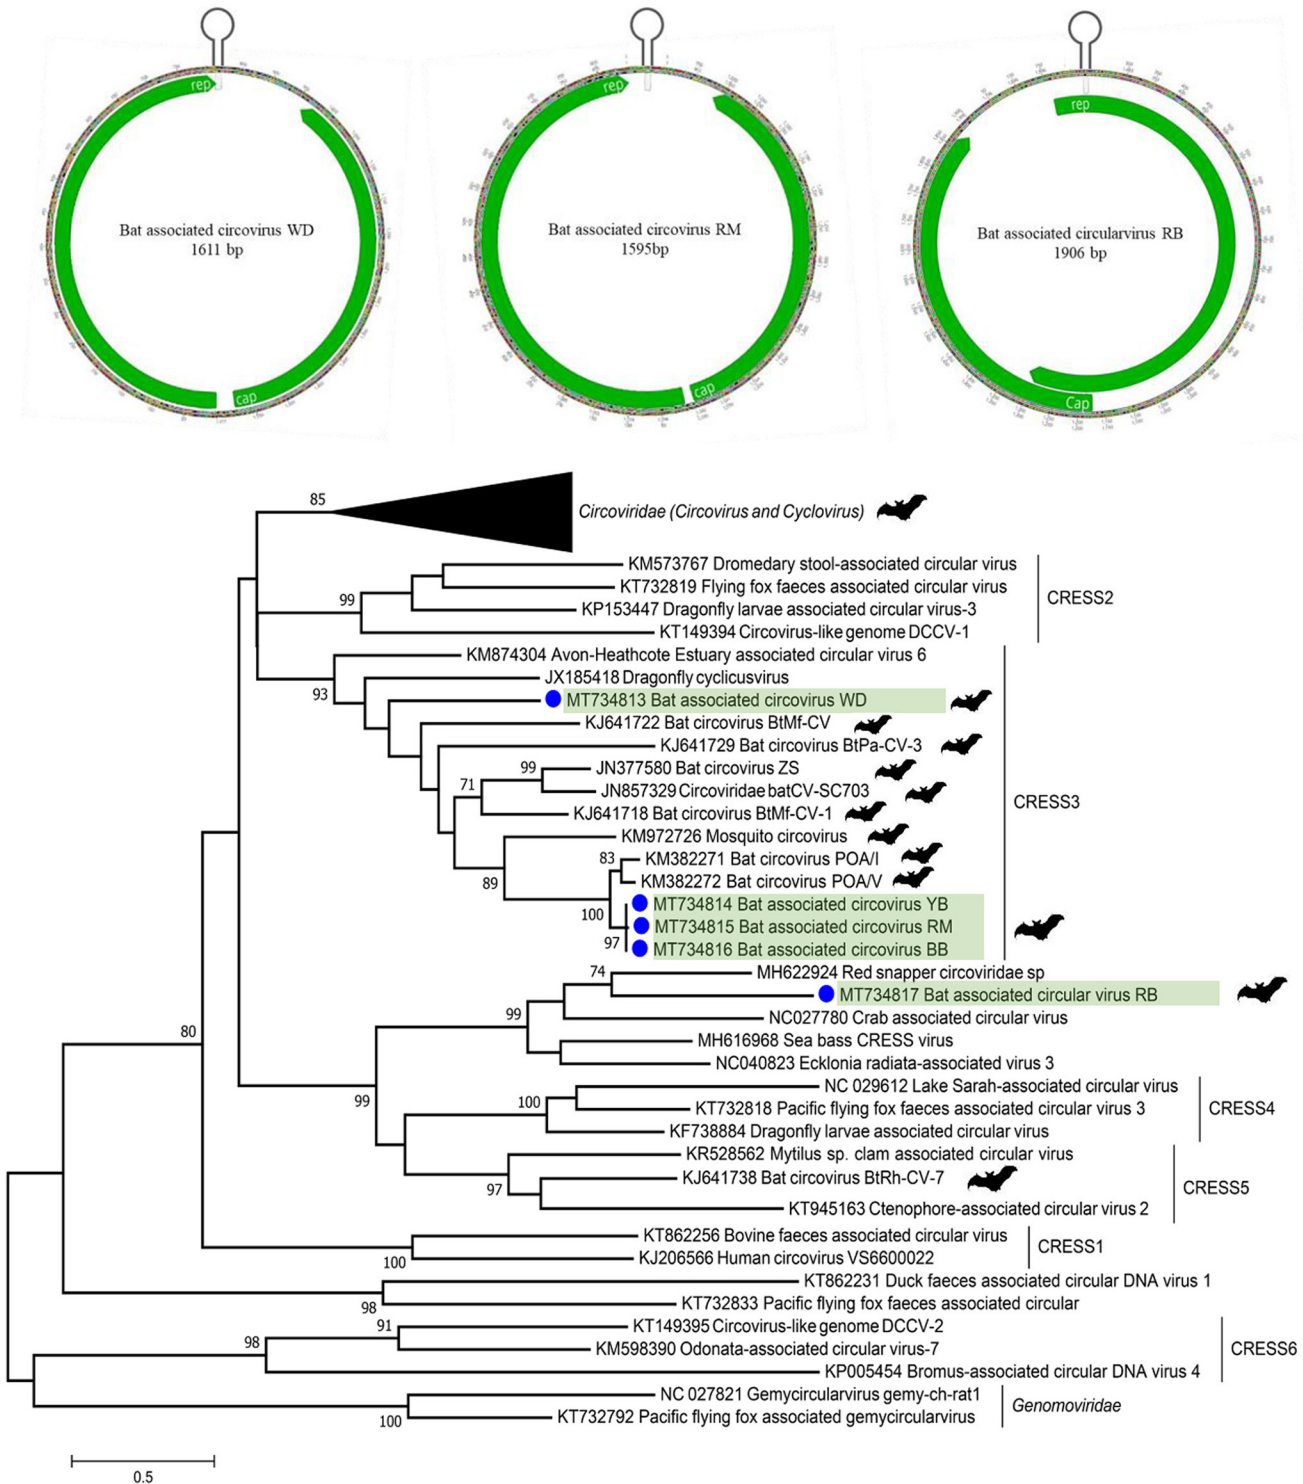 rep
rep
rep
Bat associated circovirus WD
1611 bp
Bat associated circovirus RM
1595bp
Bat associated circularvirus RB
1906 bp
cap
cap
Cap
85
Circoviridae (Circovirus and Cyclovirus)
KM573767 Dromedary stool-associated circular virus
KT732819 Flying fox faeces associated circular virus
99
CRESS2
KP153447 Dragonfly larvae associated circular virus-3
KT149394 Circovirus-like genome DCCV-1
KM874304 Avon-Heathcote Estuary associated circular virus 6
JX185418 Dragonfly cyclicusvirus
93
MT734813 Bat associated circovirus WD
KJ641722 Bat circovirus BtMf-CV
KJ641729 Bat circovirus BtPa-CV-3
99
JN377580 Bat circovirus ZS
71
JN857329 Circoviridae batCV-SC703
CRESS3
KJ641718 Bat circovirus BtMf-CV-1
KM972726 Mosquito circovirus
83
KM382271 Bat circovirus POA/I
89
KM382272 Bat circovirus POA/V
MT734814 Bat associated circovirus YB
100
MT734815 Bat associated circovirus RM
97
MT734816 Bat associated circovirus BB
74
MH622924 Red snapper circoviridae sp
MT734817 Bat associated circular virus RB
99
NC027780 Crab associated circular virus
80
MH616968 Sea bass CRESS virus
NC040823 Ecklonia radiata-associated virus 3
99
NC 029612 Lake Sarah-associated circular virus
100
KT732818 Pacific flying fox faeces associated circular virus 3
CRESS4
KF738884 Dragonfly larvae associated circular virus
KR528562 Mytilus sp. clam associated circular virus
97
KJ641738 Bat circovirus BtRh-CV-7
CRESS5
KT945163 Ctenophore-associated circular virus 2
KT862256 Bovine faeces associated circular virus
CRESS1
100
KJ206566 Human circovirus VS6600022
KT862231 Duck faeces associated circular DNA virus 1
98
KT732833 Pacific flying fox faeces associated circular
91
KT149395 Circovirus-like genome DCCV-2
98
KM598390 Odonata-associated circular virus-7
CRESS6
KP005454 Bromus-associated circular DNA virus 4
NC 027821 Gemycircularvirus gemy-ch-rat1
Genomoviridae
100
KT732792 Pacific flying fox associated gemycircularvirus
0.5